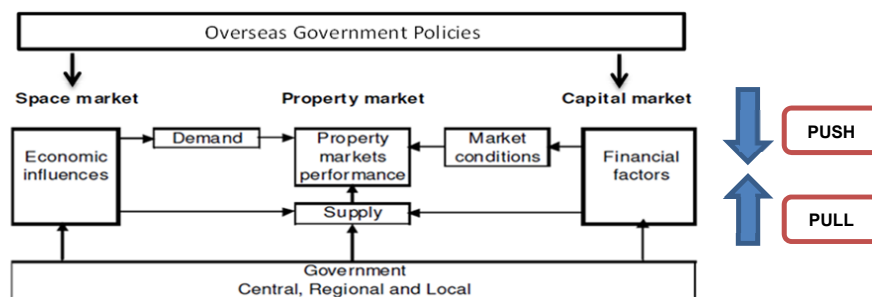 Overseas Government Policies
Space market
Property market
Capital market
Demand
Economic
influences
Property
markets
performance
Market
conditions
Financial
factors
Supply
Government
Central, Regional and Local
PUSH
PULL